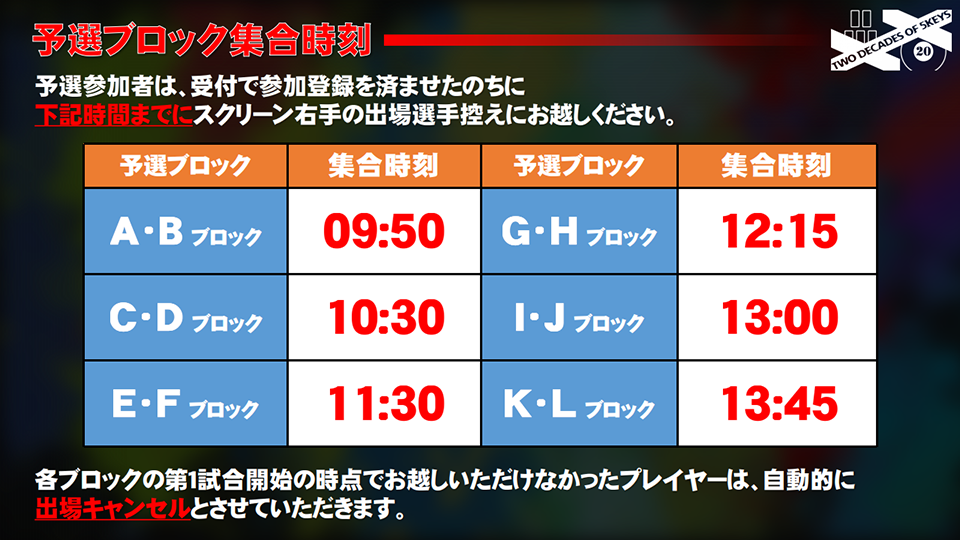 予選ブロック集合時刻
TWO DECADES OF 5KEYS
20
予選参加者は、受付で参加登録を済ませたのちに
下記時間までにスクリーン右手の出場選手控えにお越しください。
予選ブロック 集合時刻 予選ブロック 集合時刻
A・B ブロック 09:50 G・H ブロック 12:15
C・D ブロック 10:30 I・J ブロック 13:00
E・F ブロック 11:30 K・L ブロック 13:45
各ブロックの第1試合開始の時点でお越しいただけなかったプレイヤーは、自動的に
出場キャンセルとさせていただきます。